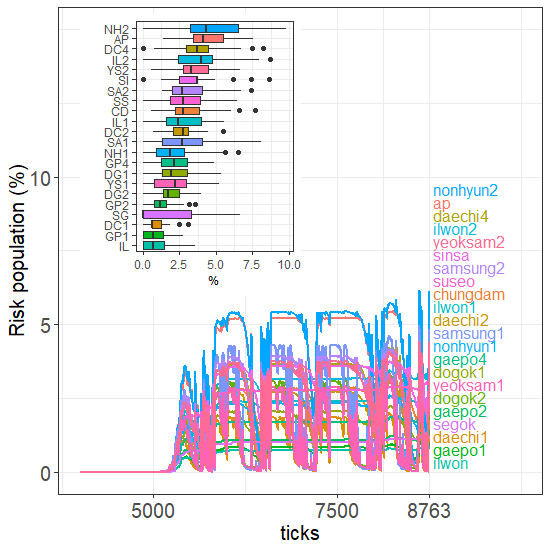 NH2
AP
DC4
IL2
YS2
SI
SA2
SS
CD
IL1
DC2
SA1
NH1
GP4
DG1
YS1
DG2
GP2
SG
DC1
GP1
IL
0.0 2.5 5.0 7.5 10.0
%
Risk population (%)
10
5
0
nonhyun2
ap
daechi4
ilwon2
yeoksam2
sinsa
samsung2
suseo
chungdam
ilwon1
daechi2
samsung1
nonhyun1
gaepo4
dogok1
yeoksam1
dogok2
gaepo2
segok
daechi1
gaepo1
ilwon
5000 7500 8763
ticks